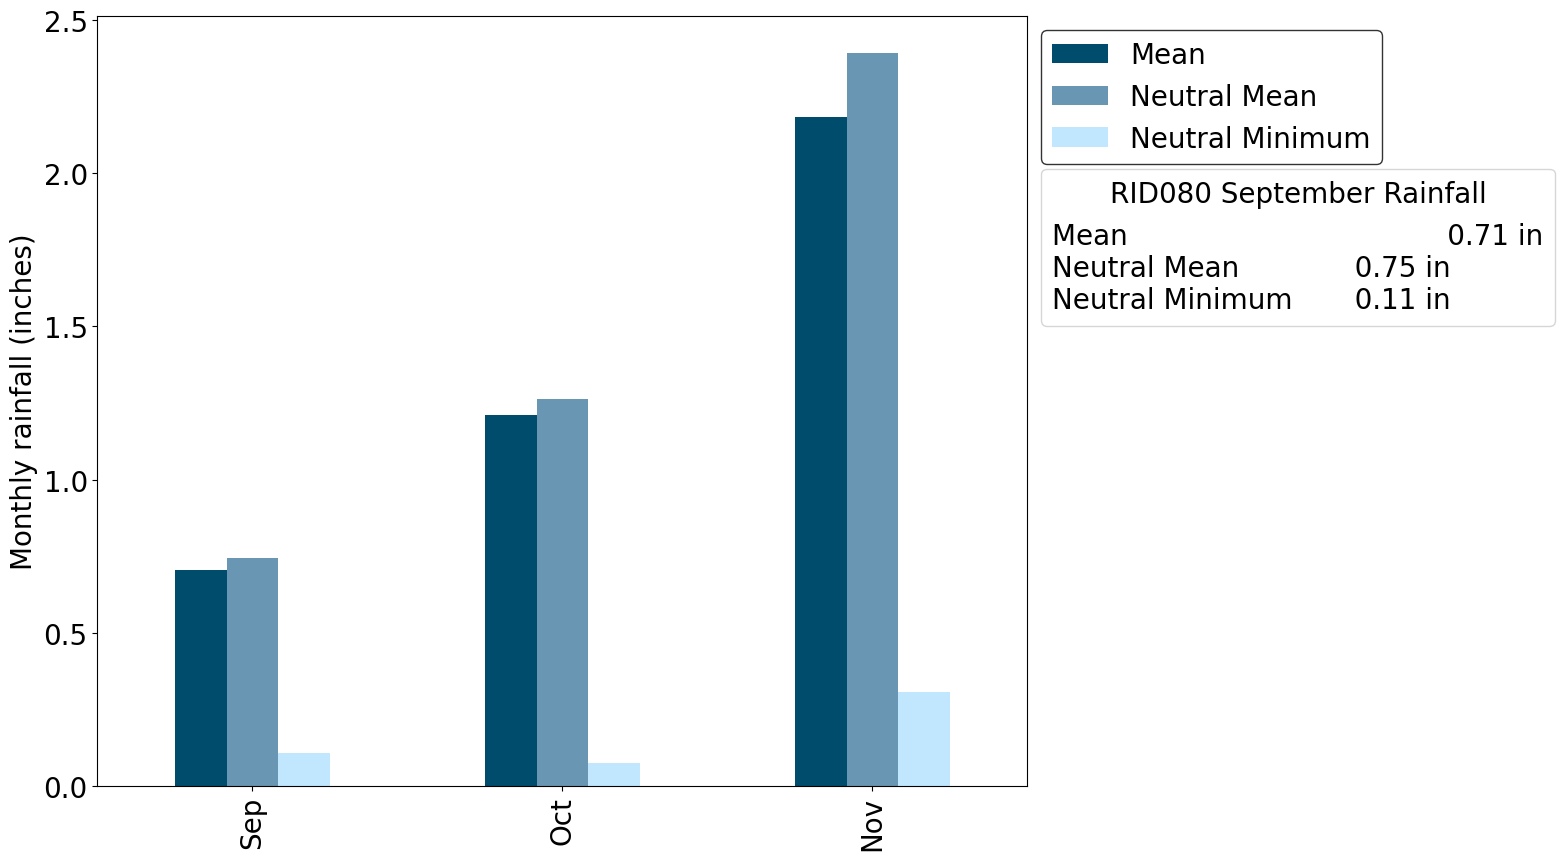 2.5
2.0
1.5
1.0
0.5
0.0
Monthly rainfall (inches)
Sep
Oct
Nov
Mean
Neutral Mean
Neutral Minimum
RID080 September Rainfall
Mean 0.71 in
Neutral Mean 0.75 in
Neutral Minimum 0.11 in